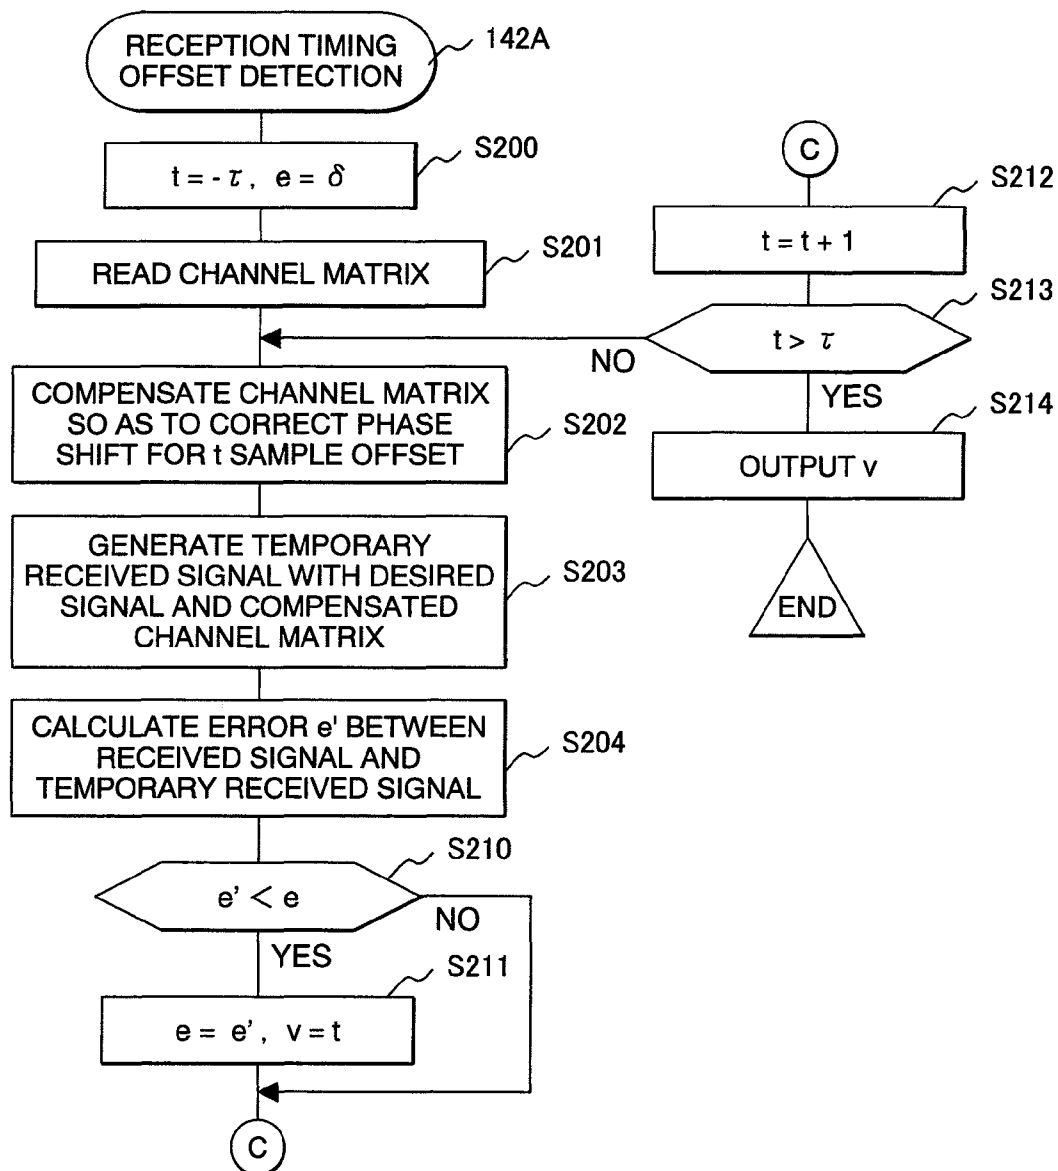 RECEPTION TIMING
OFFSET DETECTION
142A
S200
t = - τ , e = δ
S201
READ CHANNEL MATRIX
COMPENSATE CHANNEL MATRIX
SO AS TO CORRECT PHASE
SHIFT FOR t SAMPLE OFFSET
S202
GENERATE TEMPORARY
RECEIVED SIGNAL WITH DESIRED
SIGNAL AND COMPENSATED
CHANNEL MATRIX
S203
CALCULATE ERROR e' BETWEEN
RECEIVED SIGNAL AND
TEMPORARY RECEIVED SIGNAL
S204
S210
e' < e
NO
YES
S211
e = e' , v = t
C
C
S212
t = t + 1
S213
t > τ
NO
YES
S214
OUTPUT v
END